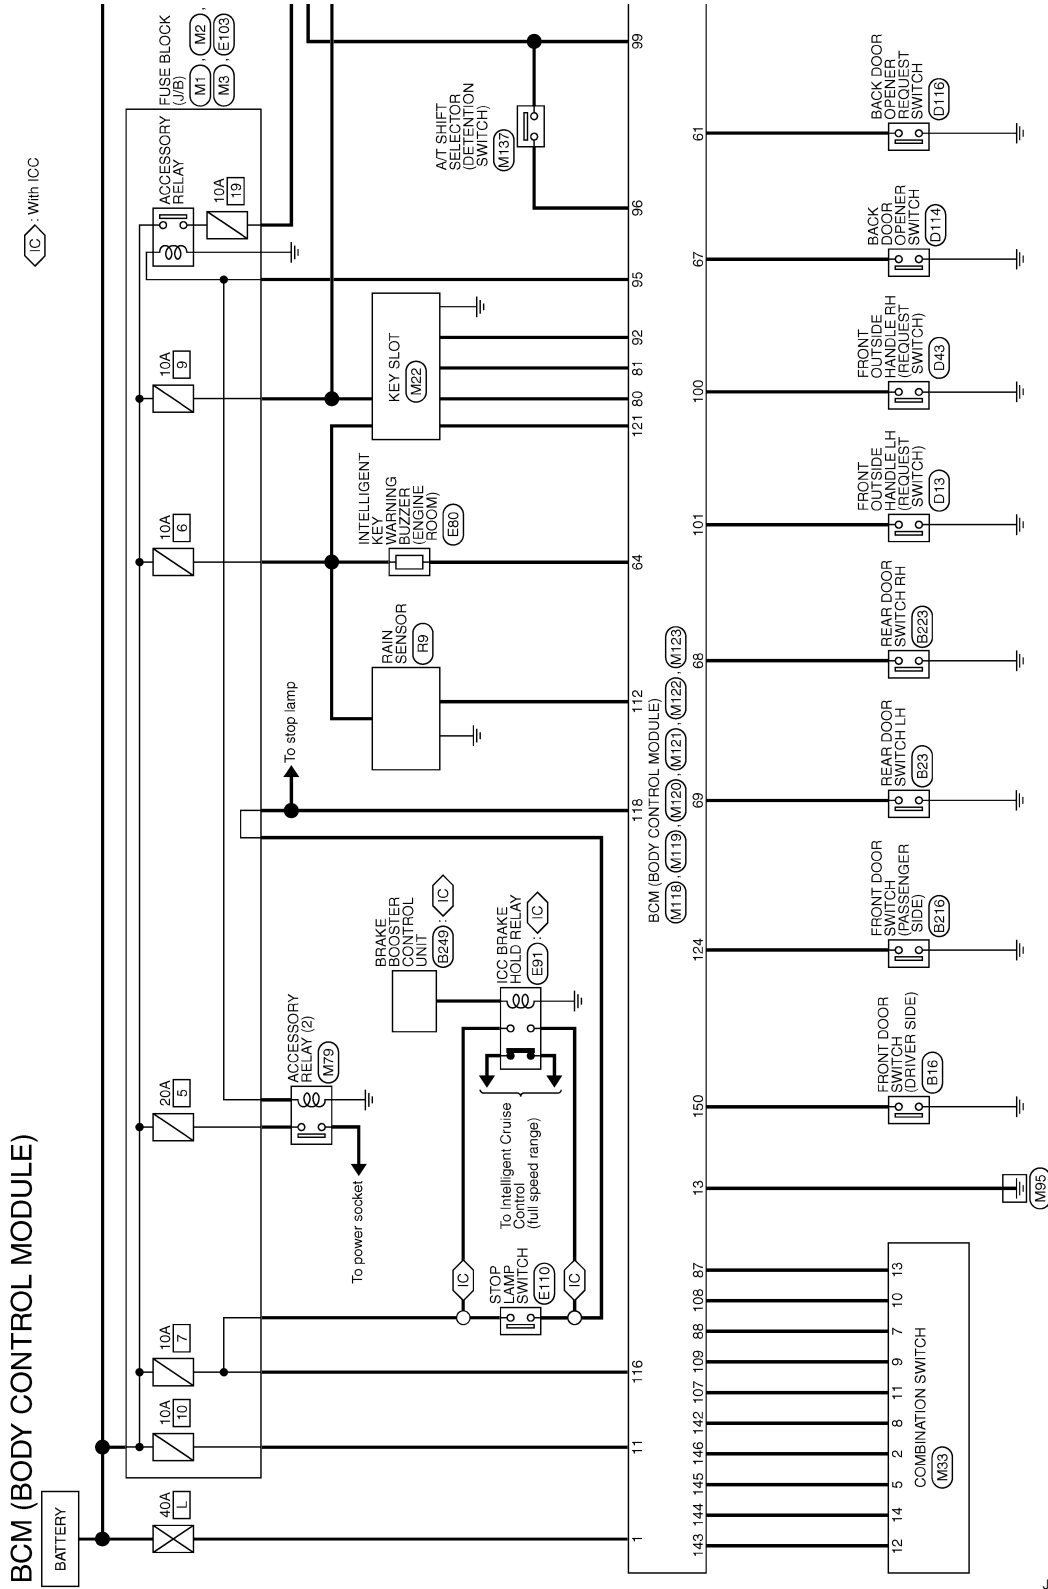 BCM (BODY CONTROL MODULE)
IC : With ICC
BATTERY
40A
L
10A
10
10A
7
20A
5
10A
6
10A
9
ACCESSORY
RELAY
10A
19
FUSE BLOCK
(J/B)
M1 , M2 ,
M3 , E103
To power socket
ACCESSORY
RELAY (2)
M79
To stop lamp
BRAKE
BOOSTER
CONTROL
UNIT
B249 : IC
ICC BRAKE
HOLD RELAY
E91 : IC
To Intelligent Cruise
Control
(full speed range)
IC
STOP
LAMP
SWITCH
E110
IC
RAIN
SENSOR
R9
INTELLIGENT
KEY
WARNING
BUZZER
(ENGINE
ROOM)
E80
KEY SLOT
M22
A/T SHIFT
SELECTOR
(DETENTION
SWITCH)
M137
1
11
116
118
112
64
121
80
81
92
95
96
99
BCM (BODY CONTROL MODULE)
M118 , M119 , M120 , M121 , M122 , M123
143
144
145
146
142
107
109
88
108
87
13
150
124
69
68
101
100
67
61
12
14
5
2
8
11
9
7
10
13
COMBINATION SWITCH
M33
M95
FRONT DOOR
SWITCH
(DRIVER SIDE)
B16
FRONT DOOR
SWITCH
(PASSENGER
SIDE)
B216
REAR DOOR
SWITCH LH
B23
REAR DOOR
SWITCH RH
B223
FRONT
OUTSIDE
HANDLE LH
(REQUEST
SWITCH)
D13
FRONT
OUTSIDE
HANDLE RH
(REQUEST
SWITCH)
D43
BACK
DOOR
OPENER
SWITCH
D114
BACK DOOR
OPENER
REQUEST
SWITCH
D116